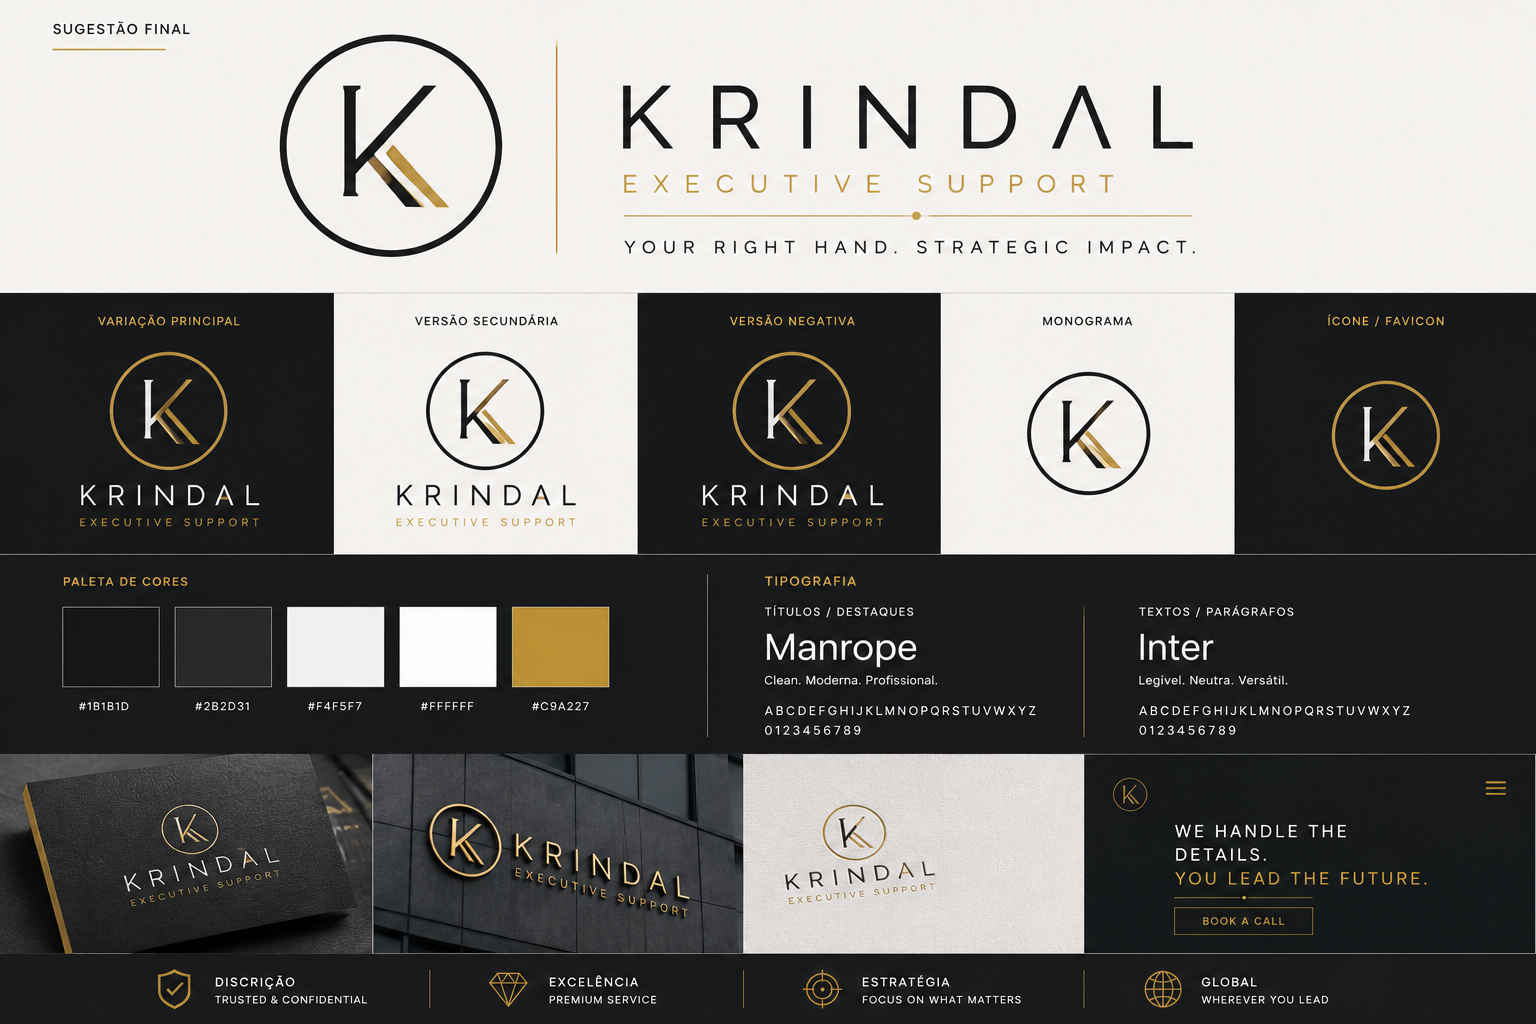 SUGESTÃO FINAL
K
KRINDAL
EXECUTIVE SUPPORT
YOUR RIGHT HAND. STRATEGIC IMPACT.
VARIAÇÃO PRINCIPAL
K
KRINDAL
EXECUTIVE SUPPORT
VERSÃO SECUNDÁRIA
K
KRINDAL
EXECUTIVE SUPPORT
VERSÃO NEGATIVA
K
KRINDAL
EXECUTIVE SUPPORT
MONOGRAMA
K
ÍCONE / FAVICON
K
PALETA DE CORES
#1B1B1D
#2B2D31
#F4F5F7
#FFFFFF
#C9A227
TIPOGRAFIA
TÍTULOS / DESTAQUES
Manrope
Clean. Moderna. Profissional.
ABCDEFGHIJKLMNOPQRSTUVWXYZ
0123456789
TEXTOS / PARÁGRAFOS
Inter
Legível. Neutra. Versátil.
ABCDEFGHIJKLMNOPQRSTUVWXYZ
0123456789
K
KRINDAL
EXECUTIVE SUPPORT
K
KRINDAL
EXECUTIVE SUPPORT
K
KRINDAL
EXECUTIVE SUPPORT
K
WE HANDLE THE
DETAILS.
YOU LEAD THE FUTURE.
BOOK A CALL
DISCRIÇÃO
TRUSTED & CONFIDENTIAL
EXCELÊNCIA
PREMIUM SERVICE
ESTRATÉGIA
FOCUS ON WHAT MATTERS
GLOBAL
WHEREVER YOU LEAD